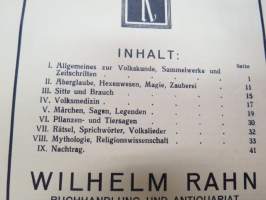 R
INHALT:
Seite
I. Allgemeines zur Volkskunde, Sammelwerke und
Zeitschriften 1
II. Aberglaube, Hexenwesen, Magie, Zauberei 11
III. Sitte und Brauch 15
IV. Volksmedizin 17
V. Märchen, Sagen, Legenden 19
VI. Pflanzen- und Tiersagen 30
VII. Rätsel, Sprichwörter, Volkslieder 32
VIII. Mythologie, Religionswissenschaft 33
IX. Nachtrag. 41
WILHELM RAHN
BUCHHANDLUNG UND ANTIQUARIAT